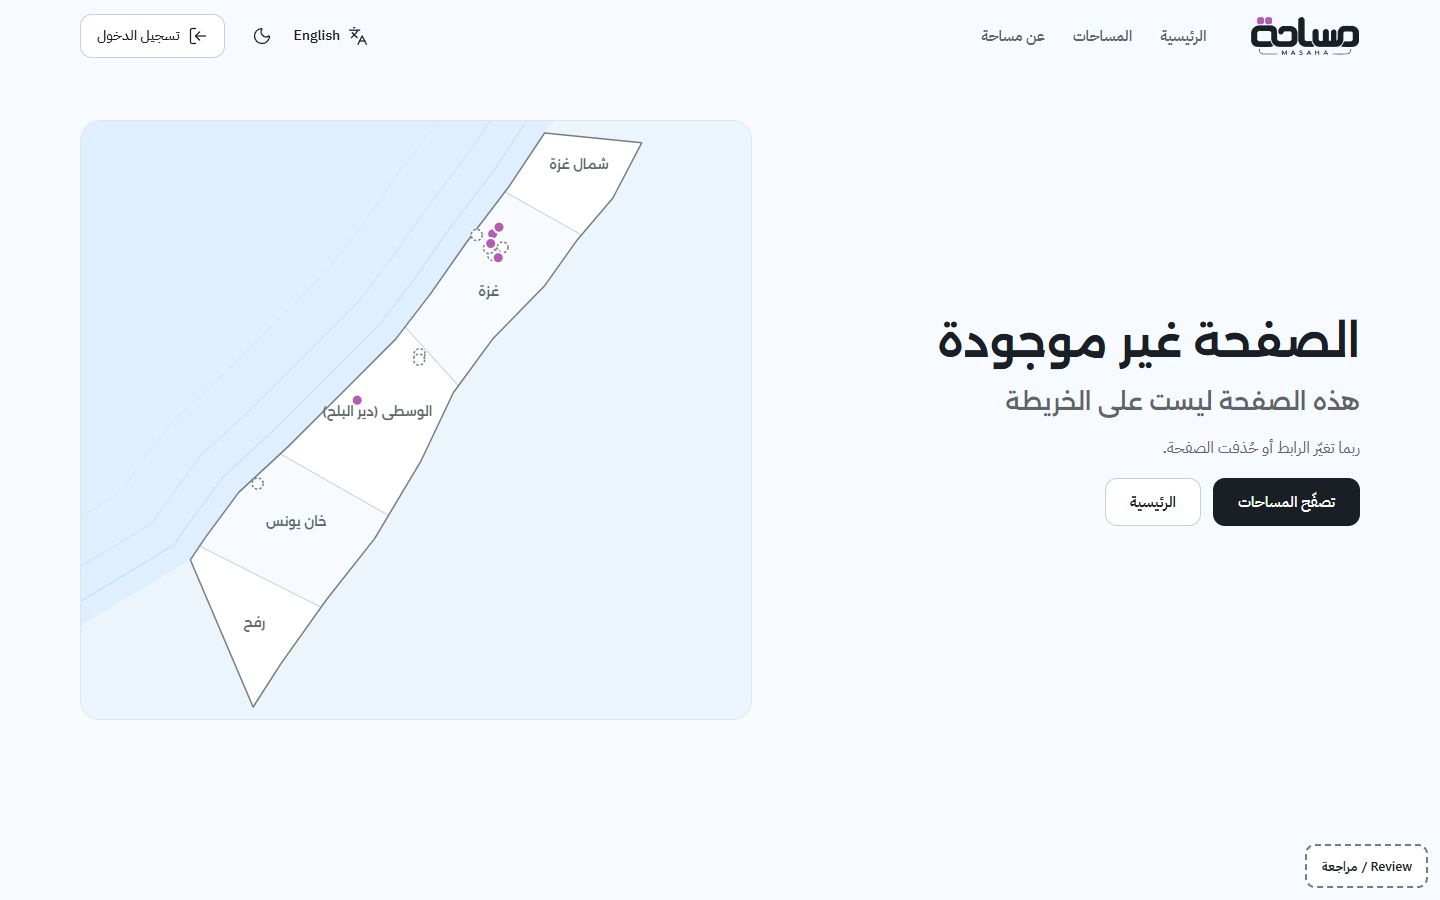 مساحة
MASAHA
الرئيسية
المساحات
عن مساحة
English
تسجيل الدخول
الصفحة غير موجودة
هذه الصفحة ليست على الخريطة
ربما تغيّر الرابط أو حُذفت الصفحة.
تصفّح المساحات
الرئيسية
شمال غزة
غزة
الوسطى (دير البلح)
خان يونس
رفح
مراجعة / Review